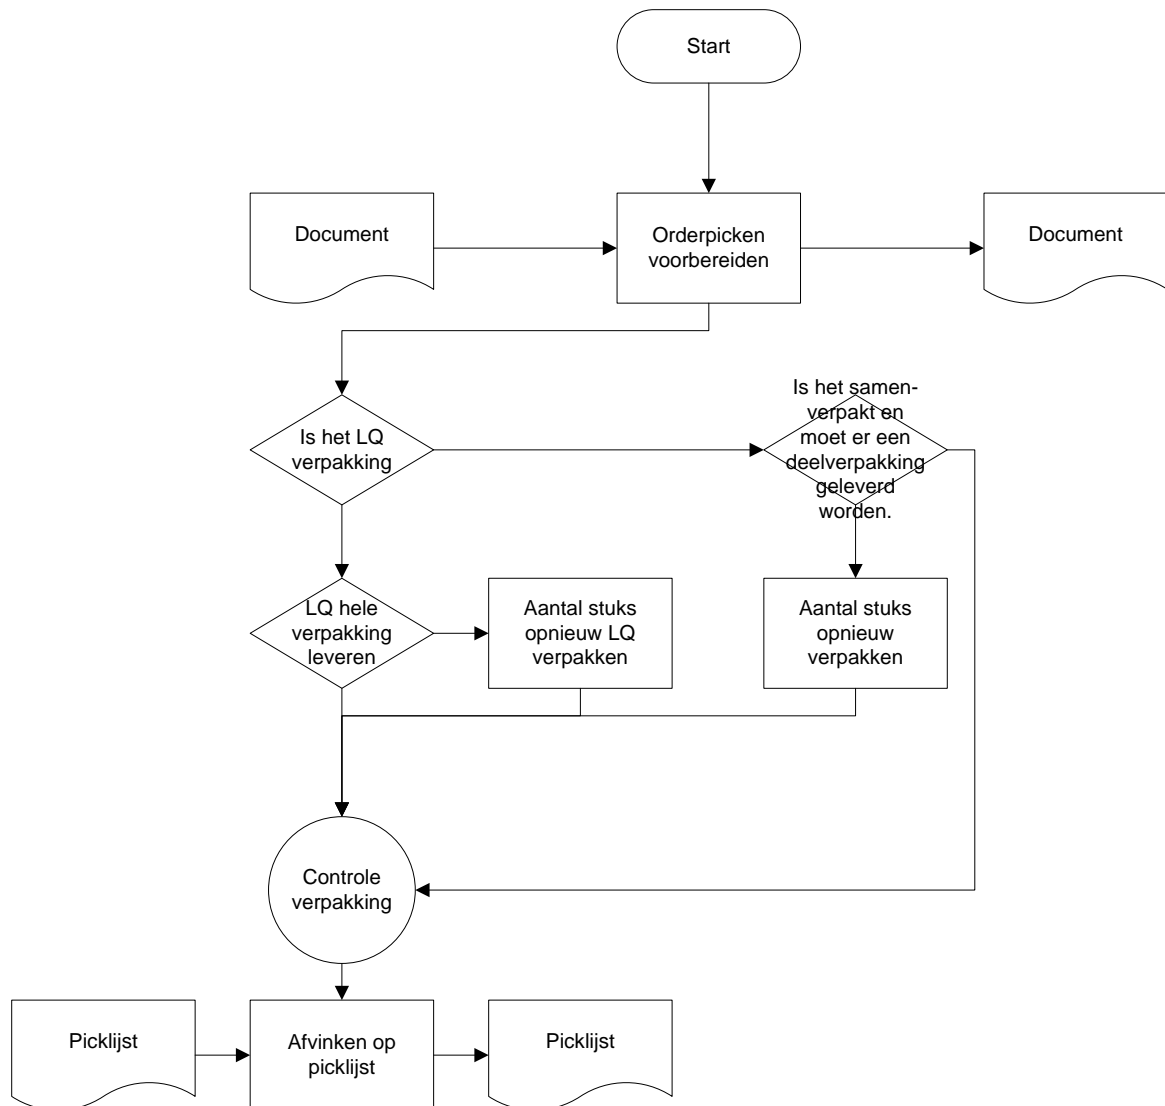 Start
Document
Orderpicken
voorbereiden
Document
Is het LQ
verpakking
Is het samen-
verpakt en
moet er een
deelverpakking
geleverd
worden.
LQ hele
verpakking
leveren
Aantal stuks
opnieuw LQ
verpakken
Aantal stuks
opnieuw
verpakken
Controle
verpakking
Picklijst
Afvinken op
picklijst
Picklijst